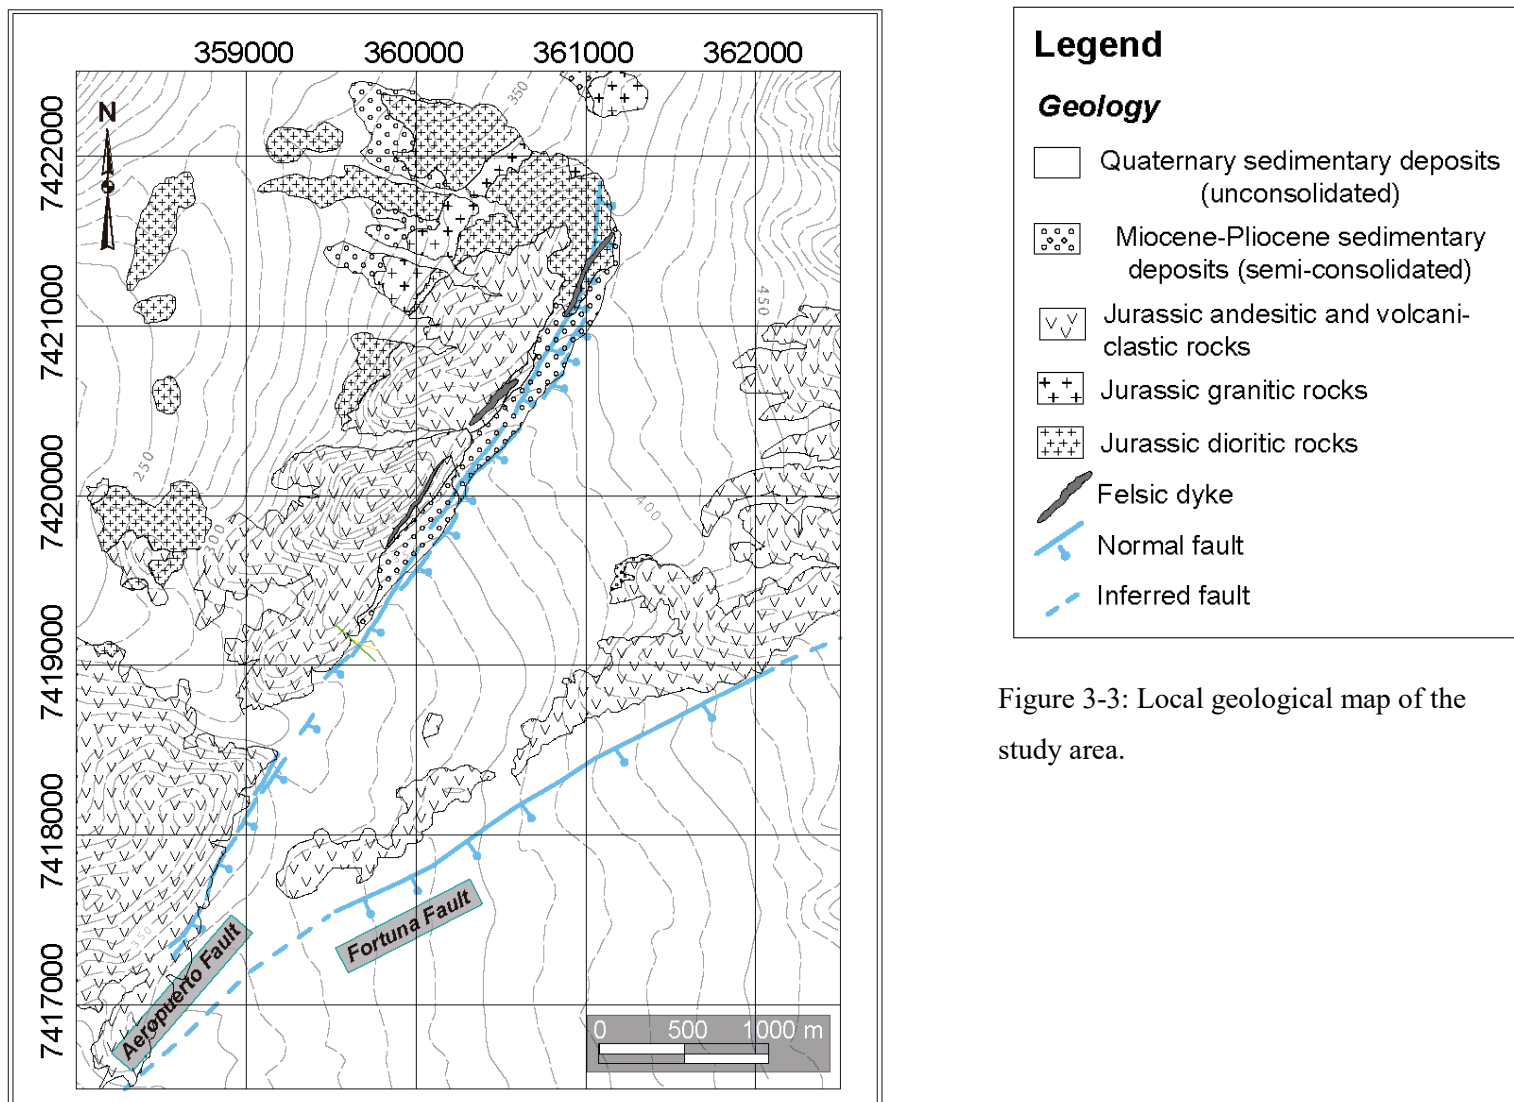 359000 360000 361000 362000
N
7422000
7421000
7420000
7419000
7418000
7417000
350
450
250
300
400
350
Aeropuerto Fault
Fortuna Fault
0 500 1000 m
Legend
Geology
Quaternary sedimentary deposits
(unconsolidated)
Miocene-Pliocene sedimentary
deposits (semi-consolidated)
Jurassic andesitic and volcani-
clastic rocks
Jurassic granitic rocks
Jurassic dioritic rocks
Felsic dyke
Normal fault
Inferred fault
Figure 3-3: Local geological map of the
study area.